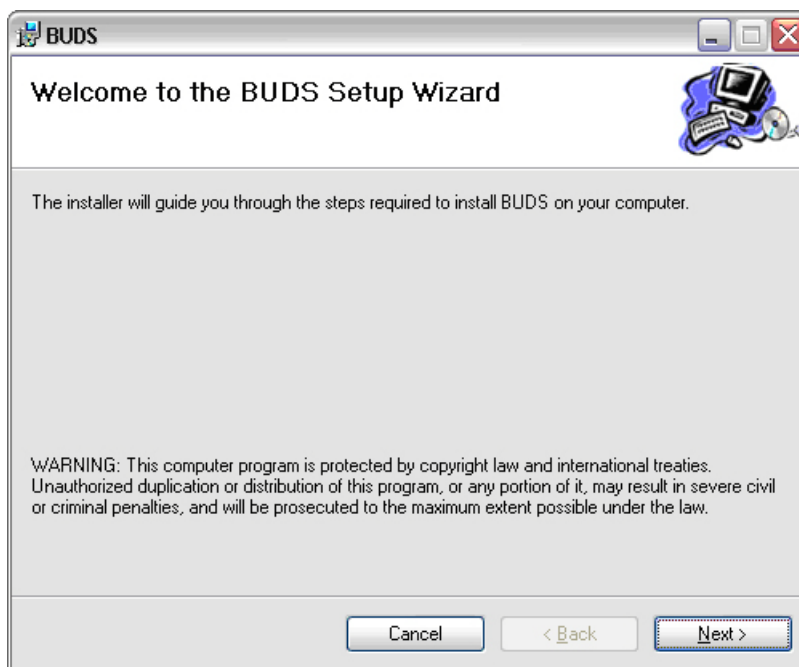 BUDS
Welcome to the BUDS Setup Wizard
The installer will guide you through the steps required to install BUDS on your computer.
WARNING: This computer program is protected by copyright law and international treaties.
Unauthorized duplication or distribution of this program, or any portion of it, may result in severe civil
or criminal penalties, and will be prosecuted to the maximum extent possible under the law.
Cancel < Back Next >